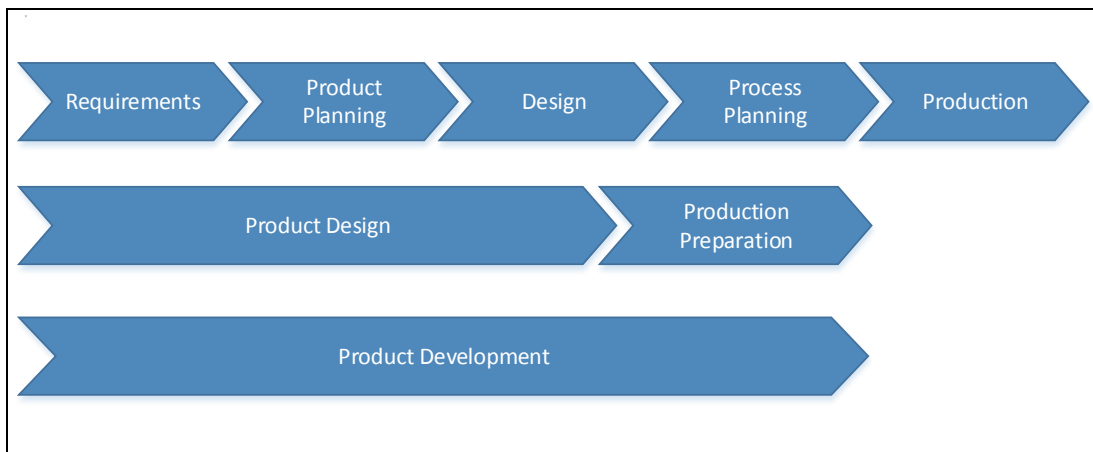 Requirements
Product
Planning
Design
Process
Planning
Production
Product Design
Production
Preparation
Product Development